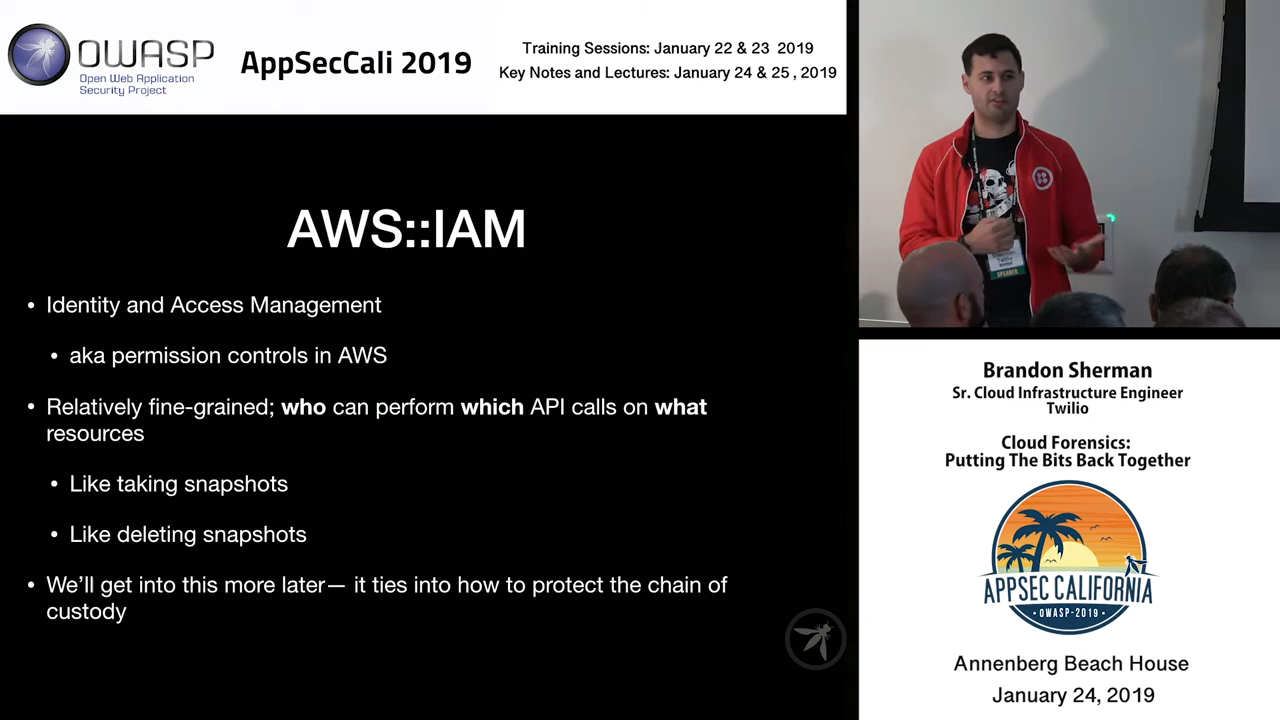 OWASP
Open Web Application
Security Project
AppSecCali 2019
Training Sessions: January 22 & 23 2019
Key Notes and Lectures: January 24 & 25 , 2019
AWS::IAM
• Identity and Access Management
• aka permission controls in AWS
• Relatively fine-grained; who can perform which API calls on what
resources
• Like taking snapshots
• Like deleting snapshots
• We’ll get into this more later— it ties into how to protect the chain of
custody
Twilio
SPEAKER
Brandon Sherman
Sr. Cloud Infrastructure Engineer
Twilio
Cloud Forensics:
Putting The Bits Back Together
APPSEC CALIFORNIA
•OWASP-2019•
Annenberg Beach House
January 24, 2019